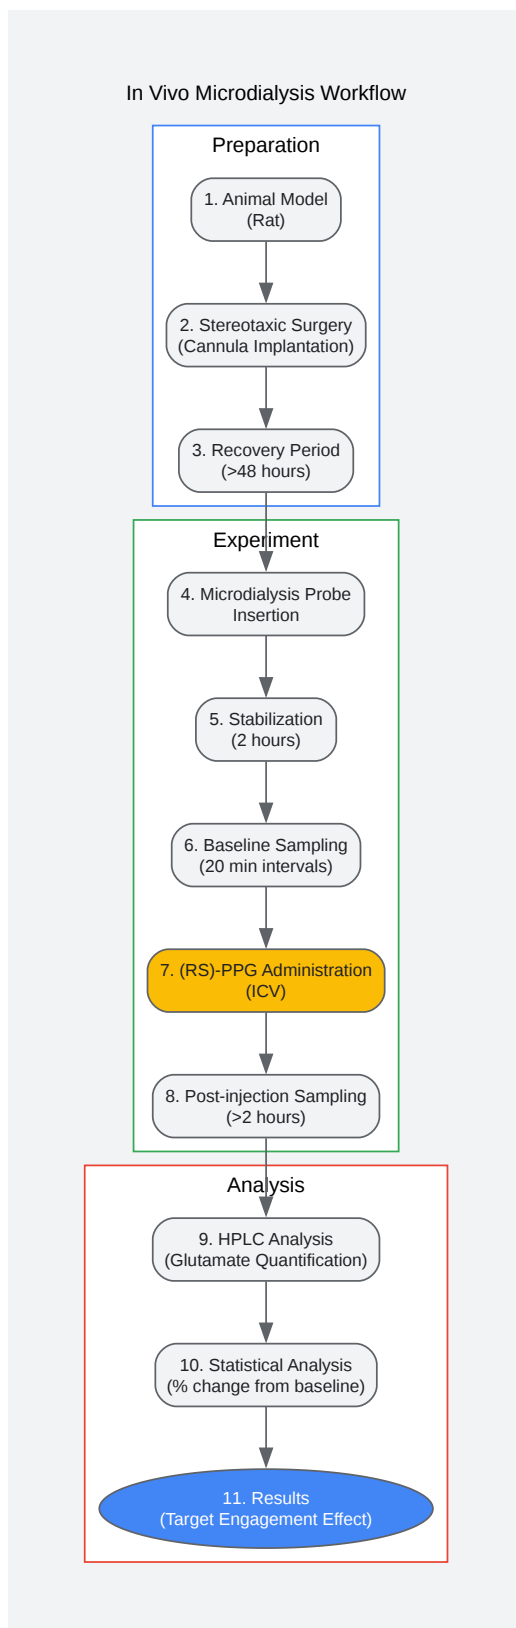 In Vivo Microdialysis Workflow
Preparation
1. Animal Model
(Rat)
2. Stereotaxic Surgery
(Cannula Implantation)
3. Recovery Period
(>48 hours)
Experiment
4. Microdialysis Probe
Insertion
5. Stabilization
(2 hours)
6. Baseline Sampling
(20 min intervals)
7. (RS)-PPG Administration
(ICV)
8. Post-injection Sampling
(>2 hours)
Analysis
9. HPLC Analysis
(Glutamate Quantification)
10. Statistical Analysis
(% change from baseline)
11. Results
(Target Engagement Effect)